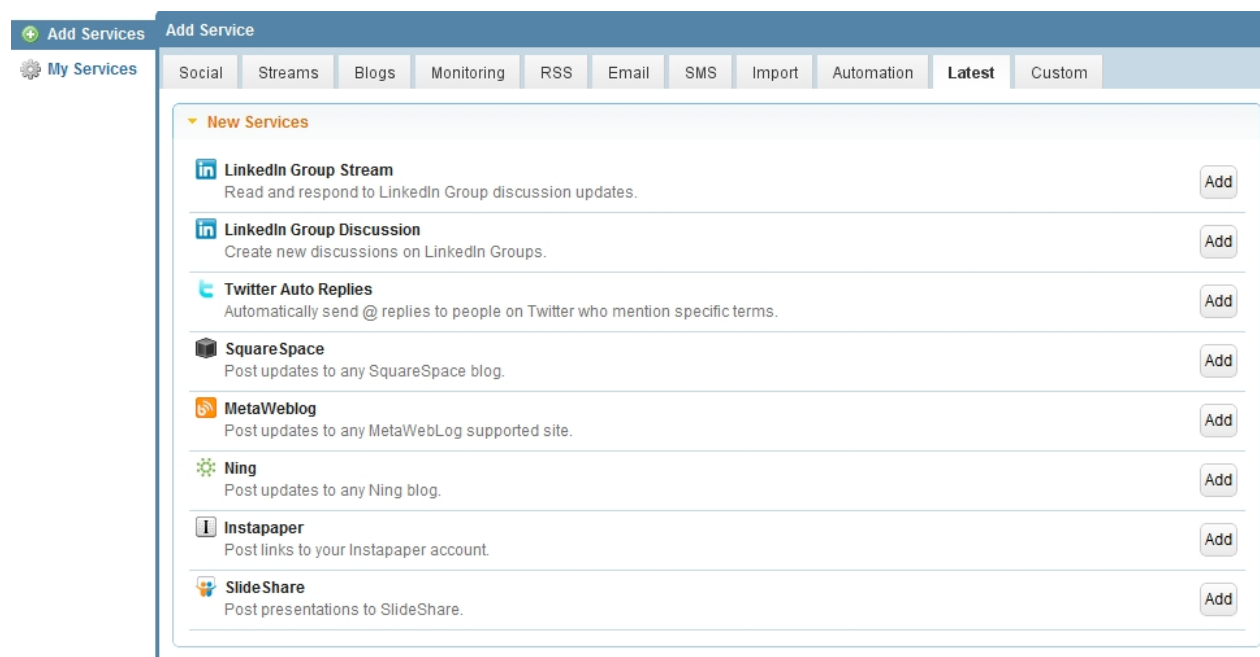 Add Services
My Services
Add Service
Social Streams Blogs Monitoring RSS Email SMS Import Automation Latest Custom
New Services
LinkedIn Group Stream
Read and respond to LinkedIn Group discussion updates.
Add
LinkedIn Group Discussion
Create new discussions on LinkedIn Groups.
Add
Twitter Auto Replies
Automatically send @ replies to people on Twitter who mention specific terms.
Add
SquareSpace
Post updates to any SquareSpace blog.
Add
MetaWeblog
Post updates to any MetaWebLog supported site.
Add
Ning
Post updates to any Ning blog.
Add
Instapaper
Post links to your Instapaper account.
Add
SlideShare
Post presentations to SlideShare.
Add